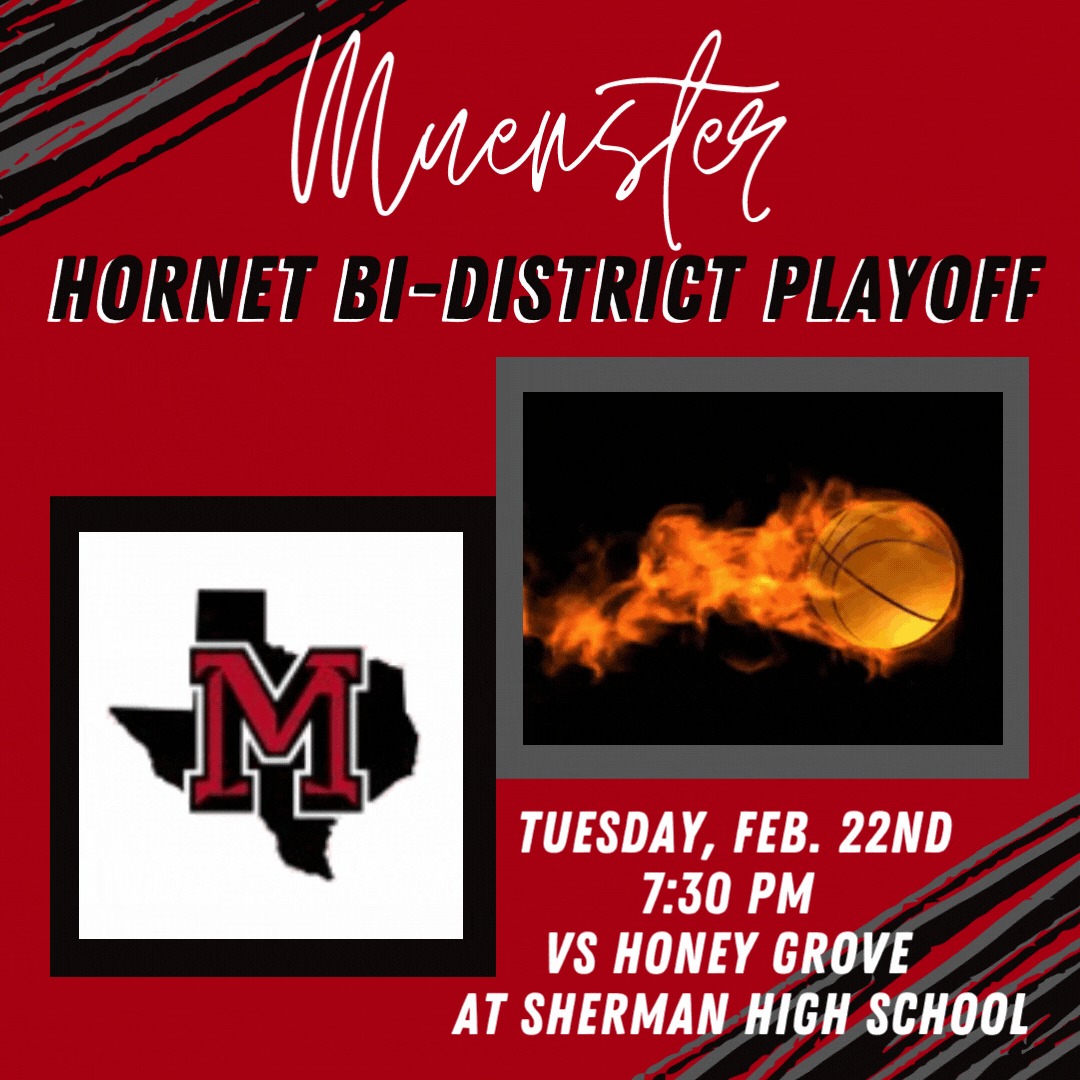 Muenster
HORNET BI-DISTRICT PLAYOFF
M
TUESDAY, FEB. 22ND
7:30 PM
VS HONEY GROVE
AT SHERMAN HIGH SCHOOL